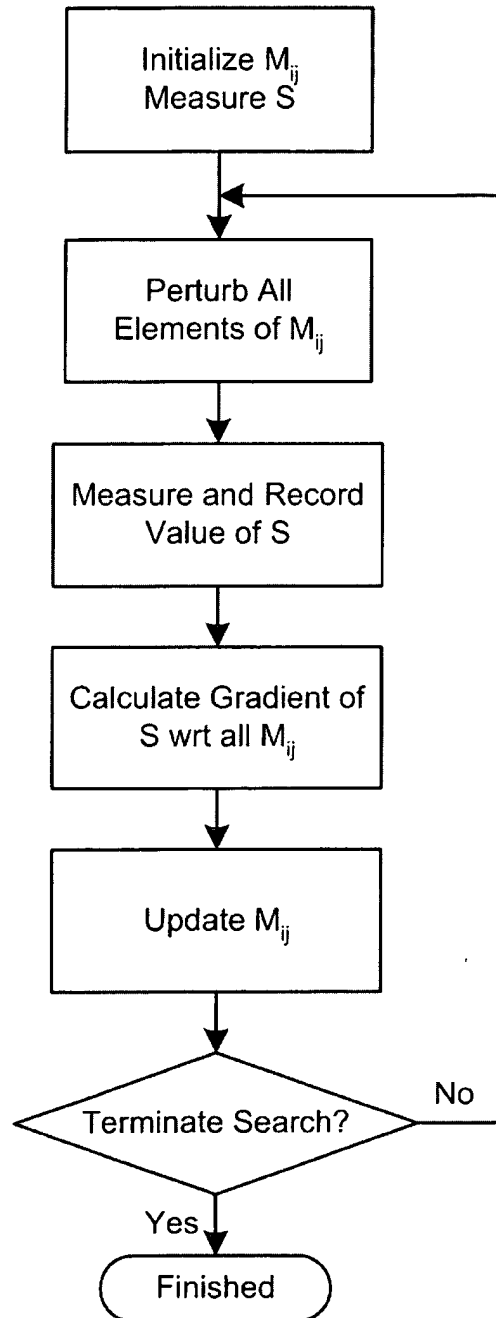 Initialize M_ij
Measure S
Perturb All
Elements of M_ij
Measure and Record
Value of S
Calculate Gradient of
S wrt all M_ij
Update M_ij
Terminate Search?
No
Yes
Finished